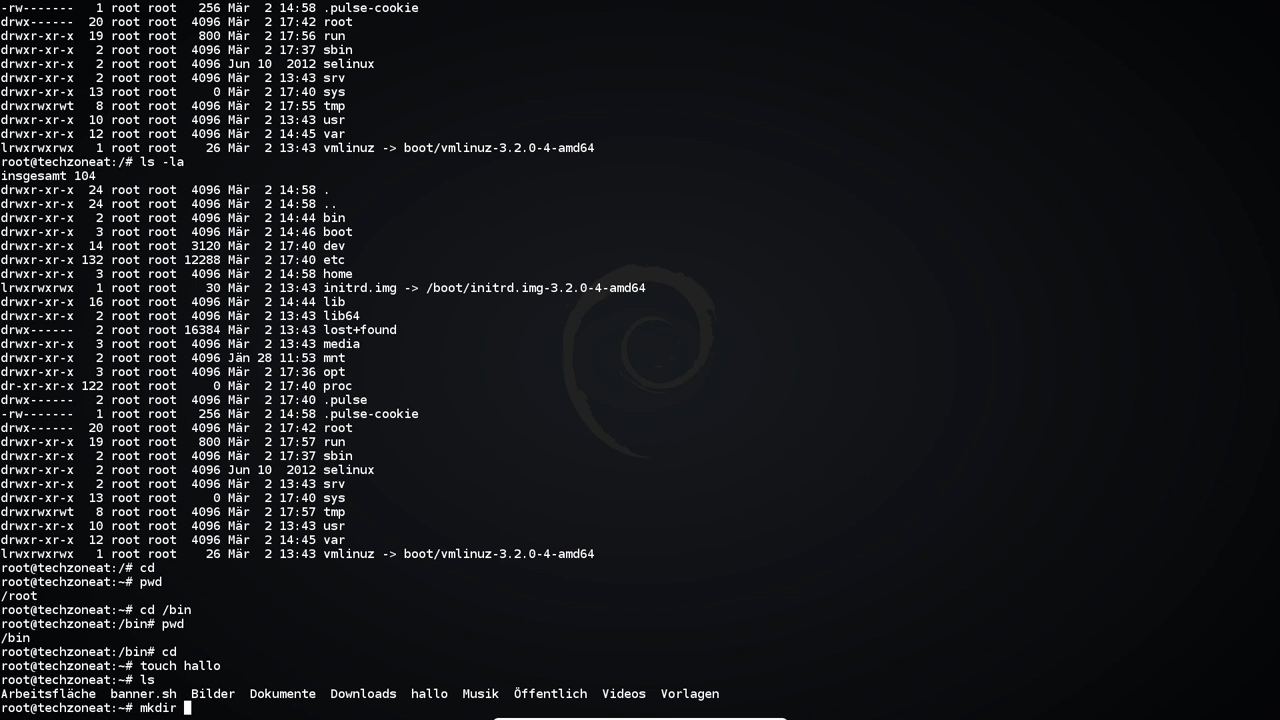 -rw-------   1 root root   256 Mär  2 14:58 .pulse-cookie
drwx------  20 root root  4096 Mär  2 17:42 root
drwxr-xr-x  19 root root   800 Mär  2 17:56 run
drwxr-xr-x   2 root root  4096 Mär  2 17:37 sbin
drwxr-xr-x   2 root root  4096 Jun 10  2012 selinux
drwxr-xr-x   2 root root  4096 Mär  2 13:43 srv
drwxr-xr-x  13 root root     0 Mär  2 17:40 sys
drwxrwxrwt   8 root root  4096 Mär  2 17:55 tmp
drwxr-xr-x  10 root root  4096 Mär  2 13:43 usr
drwxr-xr-x  12 root root  4096 Mär  2 14:45 var
lrwxrwxrwx   1 root root    26 Mär  2 13:43 vmlinuz -> boot/vmlinuz-3.2.0-4-amd64
root@techzoneat:/# ls -la
insgesamt 104
drwxr-xr-x  24 root root  4096 Mär  2 14:58 .
drwxr-xr-x  24 root root  4096 Mär  2 14:58 ..
drwxr-xr-x   2 root root  4096 Mär  2 14:44 bin
drwxr-xr-x   3 root root  4096 Mär  2 14:46 boot
drwxr-xr-x  14 root root  3120 Mär  2 17:40 dev
drwxr-xr-x 132 root root 12288 Mär  2 17:40 etc
drwxr-xr-x   3 root root  4096 Mär  2 14:58 home
lrwxrwxrwx   1 root root    30 Mär  2 13:43 initrd.img -> /boot/initrd.img-3.2.0-4-amd64
drwxr-xr-x  16 root root  4096 Mär  2 14:44 lib
drwxr-xr-x   2 root root  4096 Mär  2 13:43 lib64
drwx------   2 root root 16384 Mär  2 13:43 lost+found
drwxr-xr-x   3 root root  4096 Mär  2 13:43 media
drwxr-xr-x   2 root root  4096 Jän 28 11:53 mnt
drwxr-xr-x   3 root root  4096 Mär  2 17:36 opt
dr-xr-xr-x 122 root root     0 Mär  2 17:40 proc
drwx------   2 root root  4096 Mär  2 17:40 .pulse
-rw-------   1 root root   256 Mär  2 14:58 .pulse-cookie
drwx------  20 root root  4096 Mär  2 17:42 root
drwxr-xr-x  19 root root   800 Mär  2 17:57 run
drwxr-xr-x   2 root root  4096 Mär  2 17:37 sbin
drwxr-xr-x   2 root root  4096 Jun 10  2012 selinux
drwxr-xr-x   2 root root  4096 Mär  2 13:43 srv
drwxr-xr-x  13 root root     0 Mär  2 17:40 sys
drwxrwxrwt   8 root root  4096 Mär  2 17:57 tmp
drwxr-xr-x  10 root root  4096 Mär  2 13:43 usr
drwxr-xr-x  12 root root  4096 Mär  2 14:45 var
lrwxrwxrwx   1 root root    26 Mär  2 13:43 vmlinuz -> boot/vmlinuz-3.2.0-4-amd64
root@techzoneat:/# cd
root@techzoneat:~# pwd
/root
root@techzoneat:~# cd /bin
root@techzoneat:/bin# pwd
/bin
root@techzoneat:/bin# cd
root@techzoneat:~# touch hallo
root@techzoneat:~# ls
Arbeitsfläche  banner.sh  Bilder  Dokumente  Downloads  hallo  Musik  Öffentlich  Videos  Vorlagen
root@techzoneat:~# mkdir